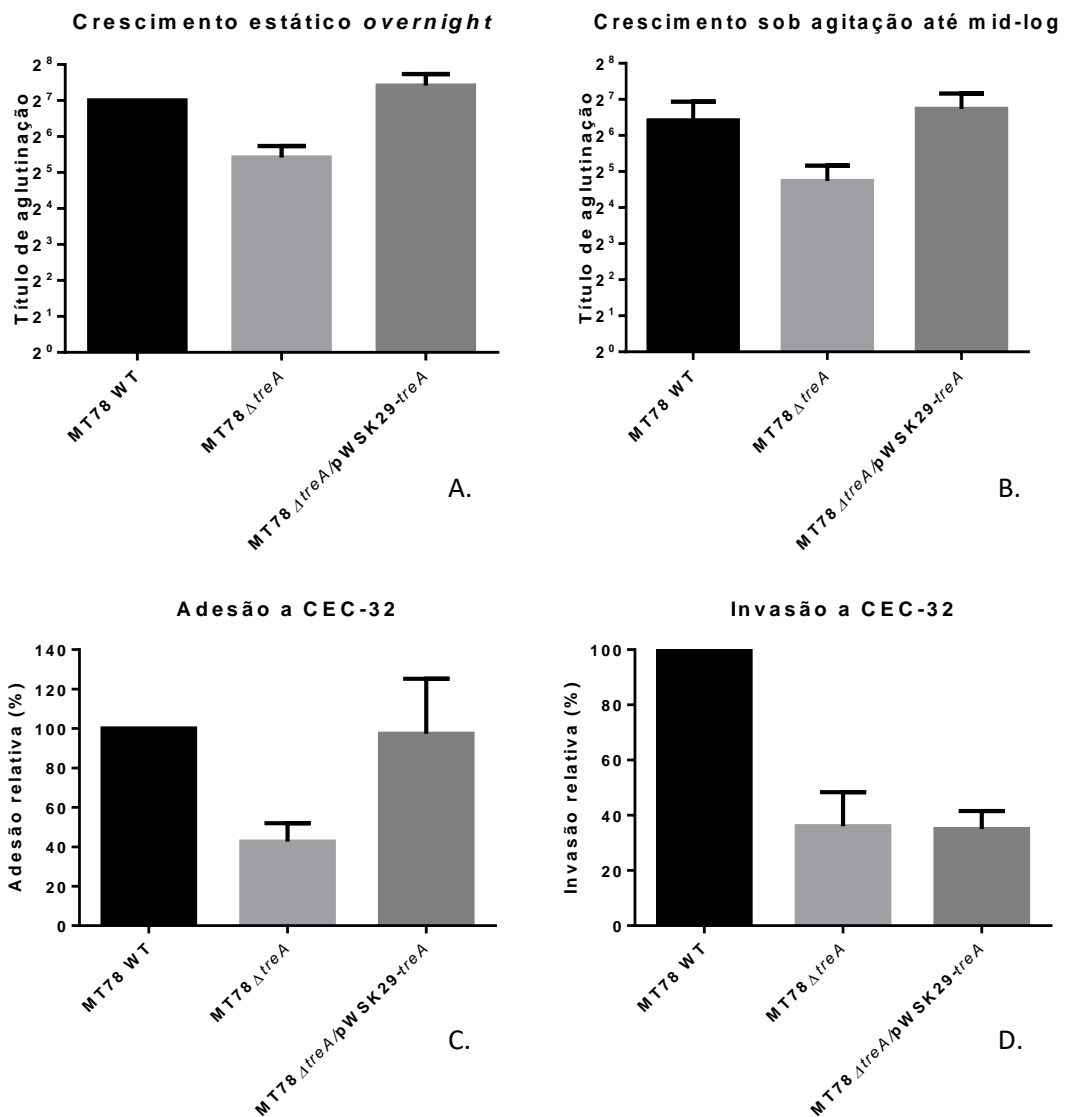 Crescimento estático overnight
Título de aglutinação
2⁸
2⁷
2⁶
2⁵
2⁴
2³
2²
2¹
2⁰
MT78 WT
MT78 Δ treA
MT78 ΔtreA/pWSK29-treA
A.
Crescimento sob agitação até mid-log
Título de aglutinação
2⁸
2⁷
2⁶
2⁵
2⁴
2³
2²
2¹
2⁰
MT78 WT
MT78 Δ treA
MT78 ΔtreA/pWSK29-treA
B.
Adesão a CEC-32
Adesão relativa (%)
140
120
100
80
60
40
20
0
MT78 WT
MT78 Δ treA
MT78 ΔtreA/pWSK29-treA
C.
Invasão a CEC-32
Invasão relativa (%)
100
80
60
40
20
0
MT78 WT
MT78 Δ treA
MT78 ΔtreA/pWSK29-treA
D.